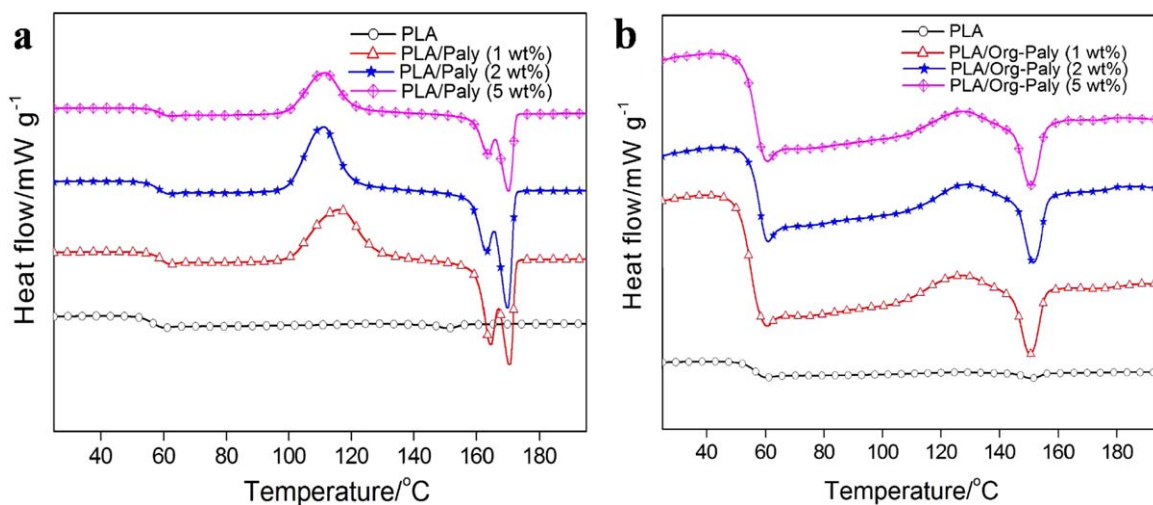 a
PLA
PLA/Paly (1 wt%)
PLA/Paly (2 wt%)
PLA/Paly (5 wt%)
Heat flow/mW g-1
40 60 80 100 120 140 160 180
Temperature/°C
b
PLA
PLA/Org-Paly (1 wt%)
PLA/Org-Paly (2 wt%)
PLA/Org-Paly (5 wt%)
Heat flow/mW g-1
40 60 80 100 120 140 160 180
Temperature/°C